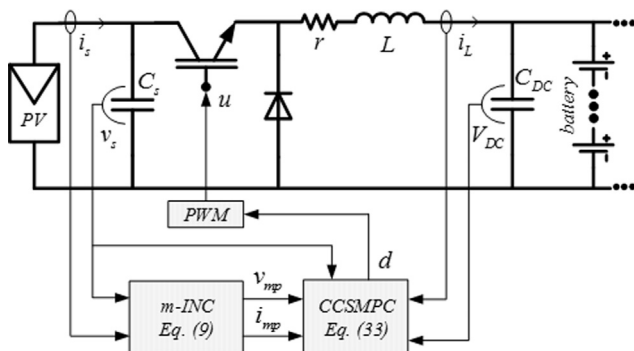 i_s
r
L
i_L
C_s
C_DC
PV
v_s
u
V_DC
battery
PWM
d
v_mp
m-INC
Eq. (9)
i_mp
CCSMPC
Eq. (33)